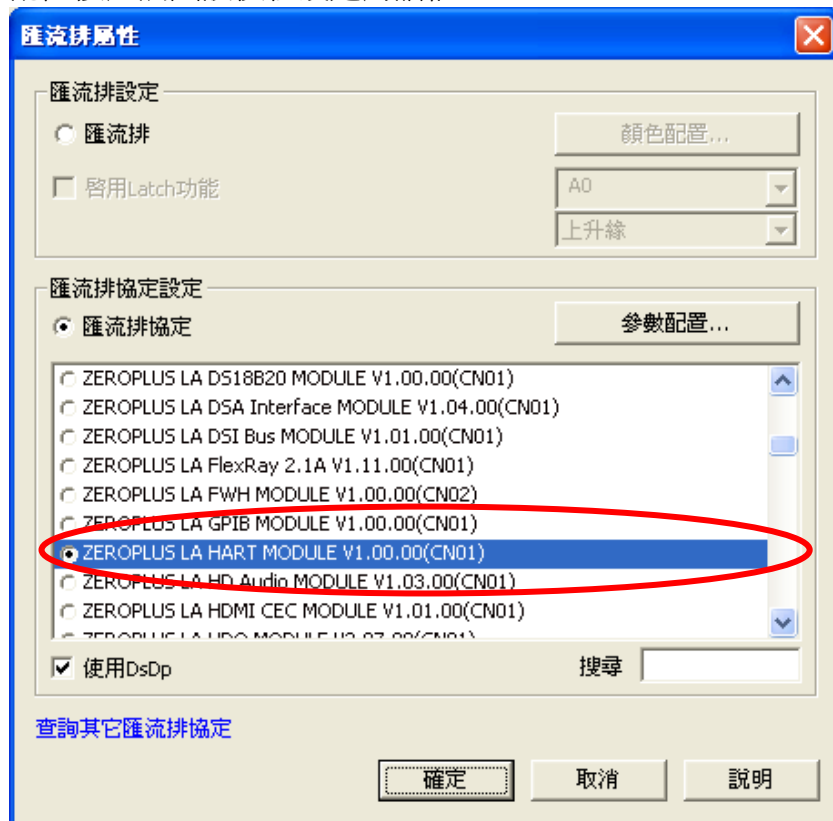 匯流排屬性
匯流排設定
匯流排
顏色配置...
啓用Latch功能
A0
上升緣
匯流排協定設定
匯流排協定
參數配置...
ZEROPLUS LA DS18B20 MODULE V1.00.00(CN01)
ZEROPLUS LA DSA Interface MODULE V1.04.00(CN01)
ZEROPLUS LA DSI Bus MODULE V1.01.00(CN01)
ZEROPLUS LA FlexRay 2.1A V1.11.00(CN01)
ZEROPLUS LA FWH MODULE V1.00.00(CN02)
ZEROPLUS LA GPIB MODULE V1.00.00(CN01)
ZEROPLUS LA HART MODULE V1.00.00(CN01)
ZEROPLUS LA HD Audio MODULE V1.03.00(CN01)
ZEROPLUS LA HDMI CEC MODULE V1.01.00(CN01)
ZEROPLUS LA HDQ MODULE
使用DsDp
搜尋
查詢其它匯流排協定
確定
取消
說明